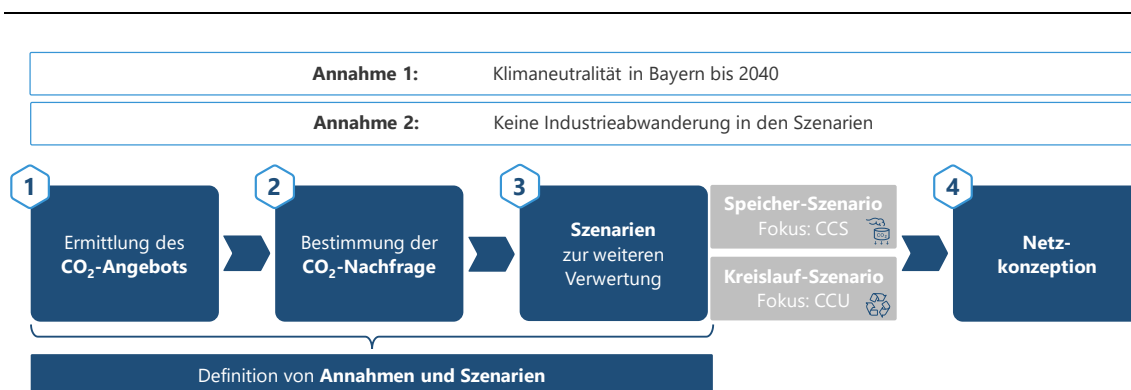 Annahme 1: Klimaneutralität in Bayern bis 2040
Annahme 2: Keine Industrieabwanderung in den Szenarien
1
Ermittlung des
CO₂-Angebots
2
Bestimmung der
CO₂-Nachfrage
3
Szenarien
zur weiteren
Verwertung
Speicher-Szenario
Fokus: CCS
Kreislauf-Szenario
Fokus: CCU
4
Netz-
konzeption
Definition von Annahmen und Szenarien